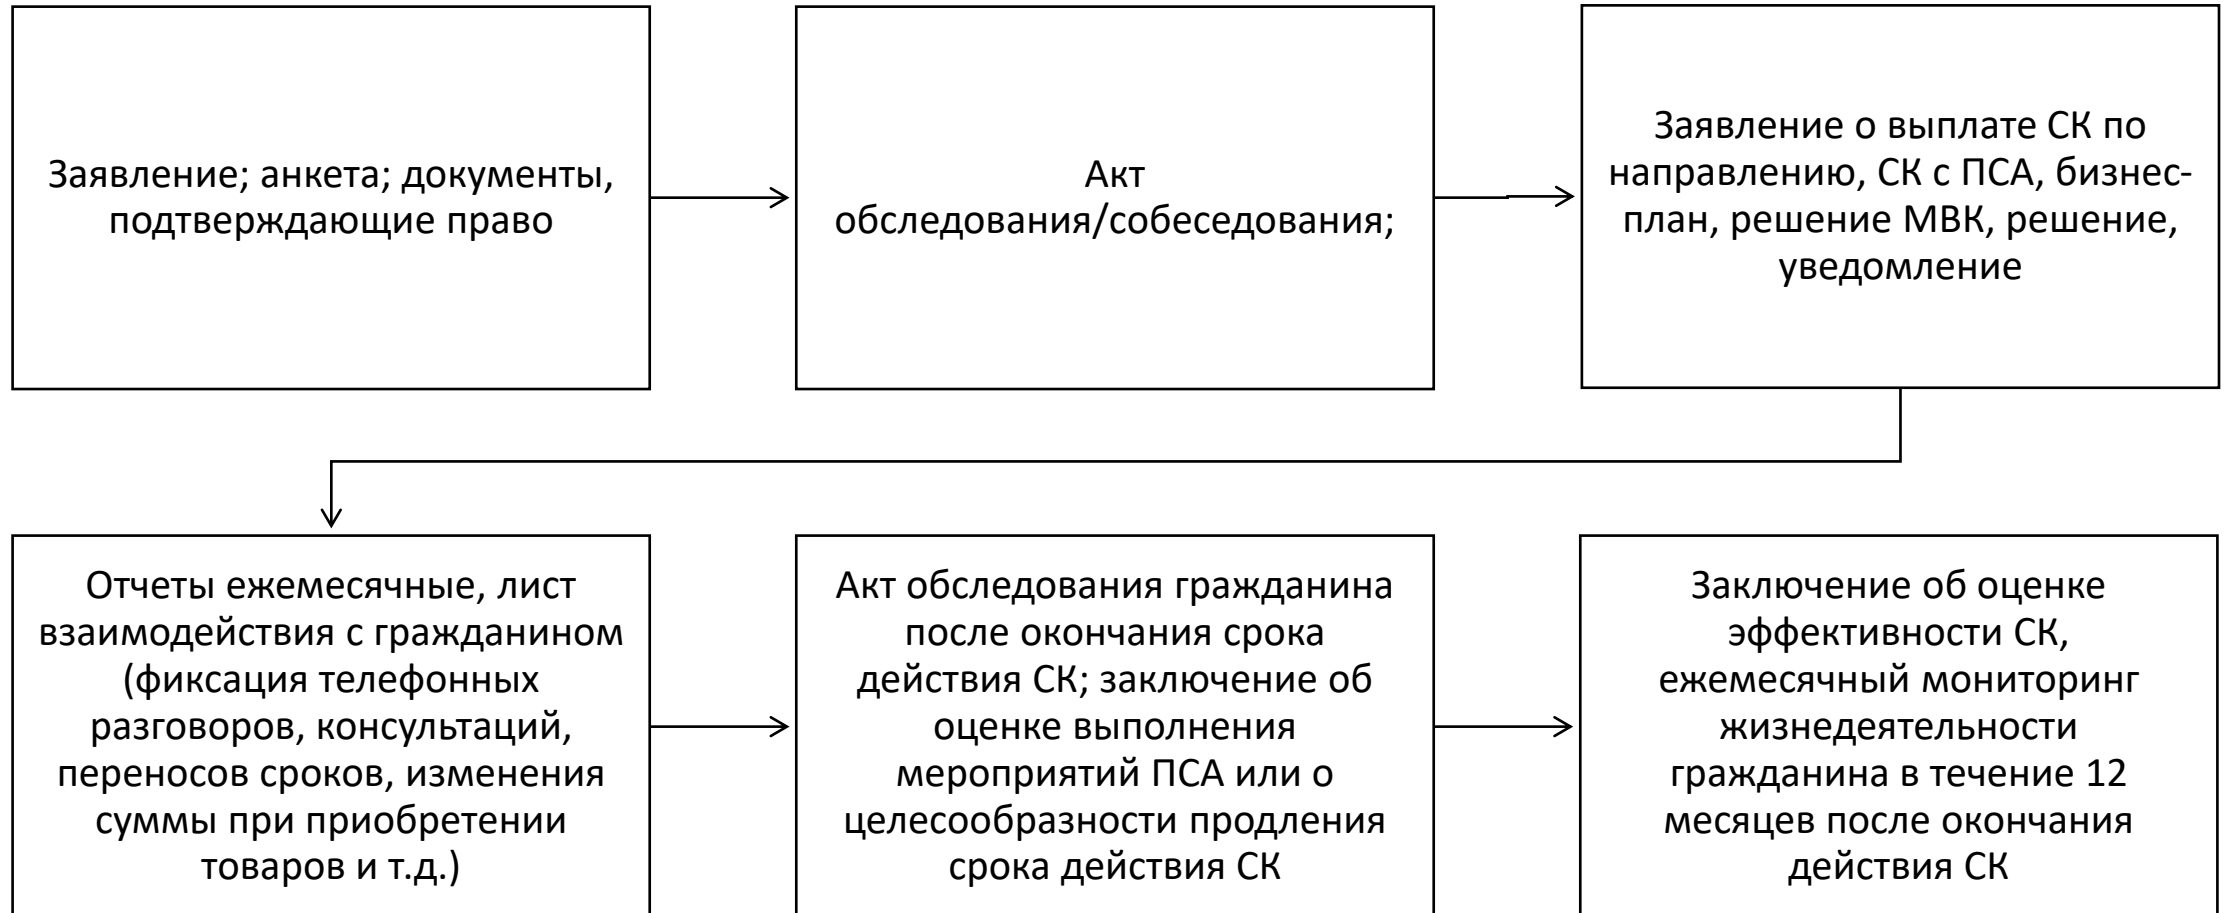 Заявление; анкета; документы,
подтверждающие право
Акт
обследования/собеседования;
Заявление о выплате СК по
направлению, СК с ПСА, бизнес-
план, решение МВК, решение,
уведомление
Отчеты ежемесячные, лист
взаимодействия с гражданином
(фиксация телефонных
разговоров, консультаций,
переносов сроков, изменения
суммы при приобретении
товаров и т.д.)
Акт обследования гражданина
после окончания срока
действия СК; заключение об
оценке выполнения
мероприятий ПСА или о
целесообразности продления
срока действия СК
Заключение об оценке
эффективности СК,
ежемесячный мониторинг
жизнедеятельности
гражданина в течение 12
месяцев после окончания
действия СК